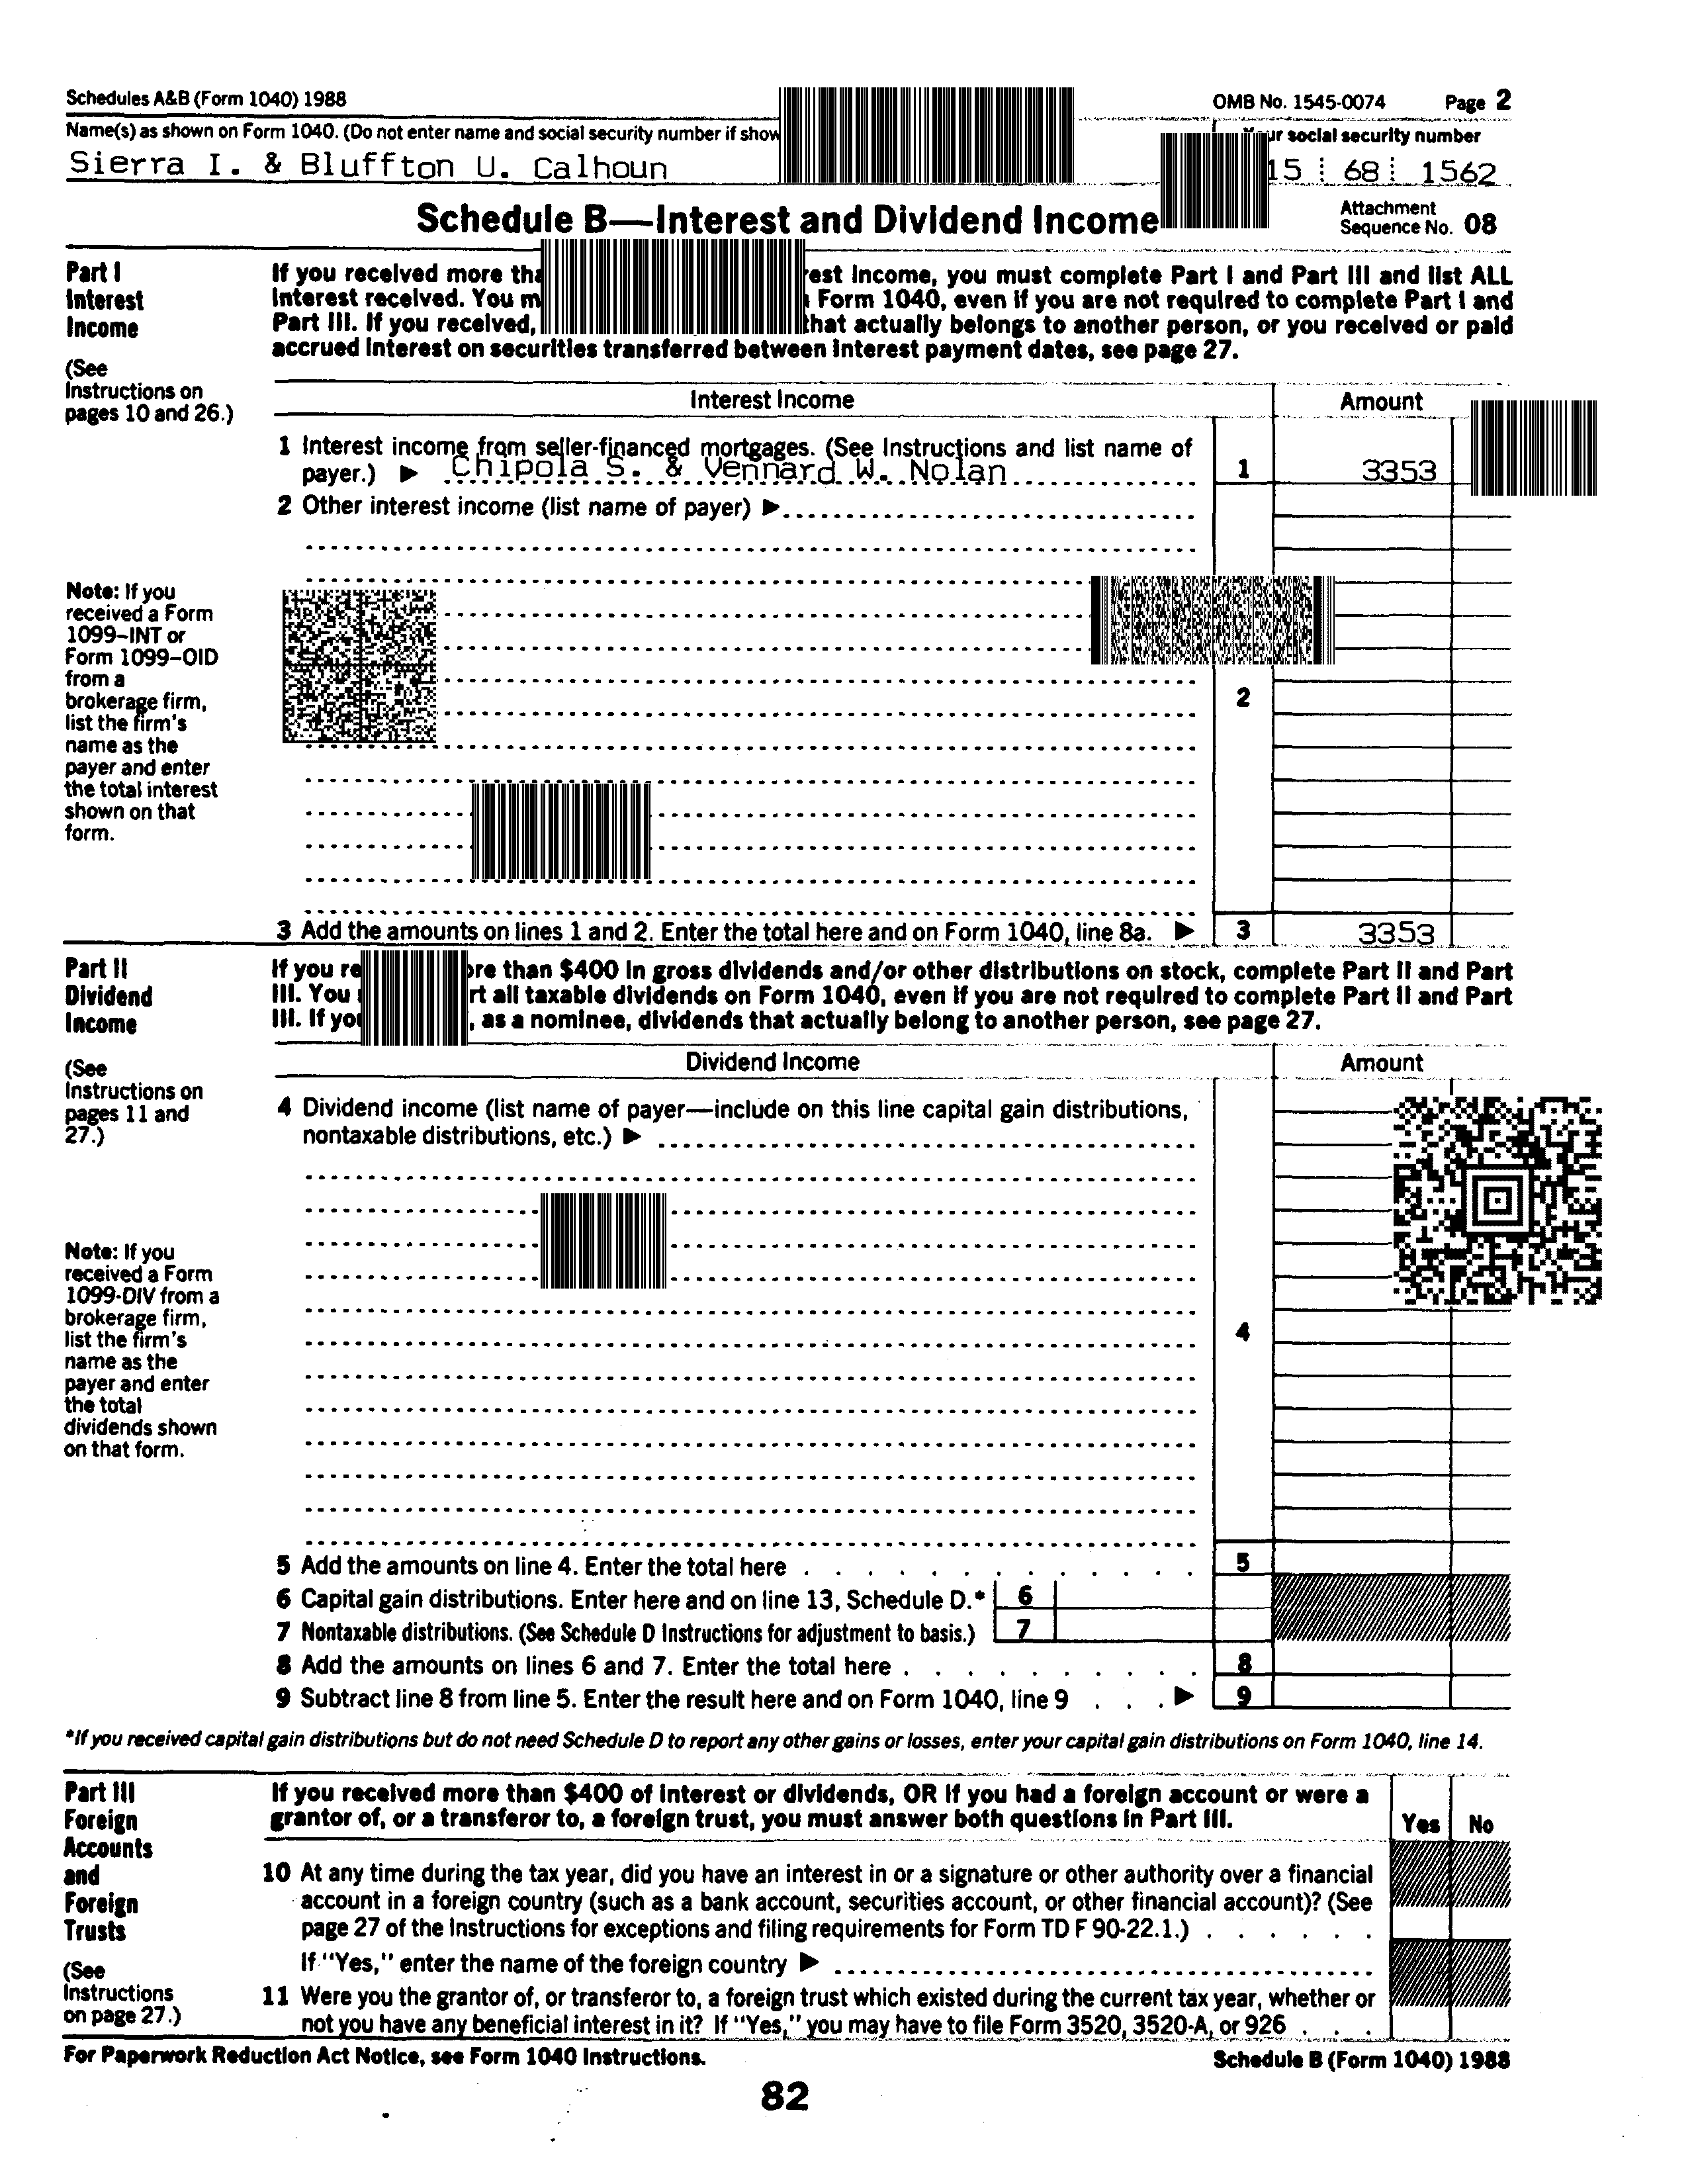 Schedules A&B (Form 1040) 1988 OMB No. 1545-0074 Page 2
Name(s) as shown on Form 1040. (Do not enter name and social security number if social security number
Sierra I. & Bluffton U. Calhoun 68 1562
Schedule B—Interest and Dividend Income
Attachment
Sequence No. 08
Part I
Interest
Income
(See
Instructions on
pages 10 and 26.)
If you received more Income, you must complete Part I and Part III and list ALL
Interest received. You Form 1040, even if you are not required to complete Part I and
Part III. If you received, that actually belongs to another person, or you received or paid
accrued interest on securities transferred between interest payment dates, see page 27.
Interest Income Amount
1 Interest income from seller-financed mortgages. (See Instructions and list name of
payer.) ▶ Chipola S. & Vennard W. Nolan 1 3353
2 Other interest income (list name of payer) ▶
Note: If you
received a Form
1099–INT or
Form 1099–OID
from a
brokerage firm,
list the firm's
name as the
payer and enter
the total interest
shown on that
form.
2
3 Add the amounts on lines 1 and 2. Enter the total here and on Form 1040, line 8a. ▶ 3 3353
Part II
Dividend
Income
(See
Instructions on
pages 11 and
27.)
If you than $400 in gross dividends and/or other distributions on stock, complete Part II and Part
III. You all taxable dividends on Form 1040, even if you are not required to complete Part II and Part
III. If , as a nominee, dividends that actually belong to another person, see page 27.
Dividend Income Amount
4 Dividend income (list name of payer—include on this line capital gain distributions,
nontaxable distributions, etc.) ▶
Note: If you
received a Form
1099-DIV from a
brokerage firm,
list the firm's
name as the
payer and enter
the total
dividends shown
on that form.
4
5 Add the amounts on line 4. Enter the total here . . . 5
6 Capital gain distributions. Enter here and on line 13, Schedule D.* 6
7 Nontaxable distributions. (See Schedule D Instructions for adjustment to basis.) 7
8 Add the amounts on lines 6 and 7. Enter the total here . . . 8
9 Subtract line 8 from line 5. Enter the result here and on Form 1040, line 9 . . . ▶ 9
*If you received capital gain distributions but do not need Schedule D to report any other gains or losses, enter your capital gain distributions on Form 1040, line 14.
Part III
Foreign
Accounts
and
Foreign
Trusts
(See
Instructions
on page 27.)
If you received more than $400 of interest or dividends, OR if you had a foreign account or were a
grantor of, or a transferor to, a foreign trust, you must answer both questions in Part III. Yes No
10 At any time during the tax year, did you have an interest in or a signature or other authority over a financial
account in a foreign country (such as a bank account, securities account, or other financial account)? (See
page 27 of the Instructions for exceptions and filing requirements for Form TD F 90-22.1.) . . . . . .
If "Yes," enter the name of the foreign country ▶
11 Were you the grantor of, or transferor to, a foreign trust which existed during the current tax year, whether or
not you have any beneficial interest in it? If "Yes," you may have to file Form 3520, 3520-A, or 926 . . .
For Paperwork Reduction Act Notice, see Form 1040 Instructions. Schedule B (Form 1040) 1988
82